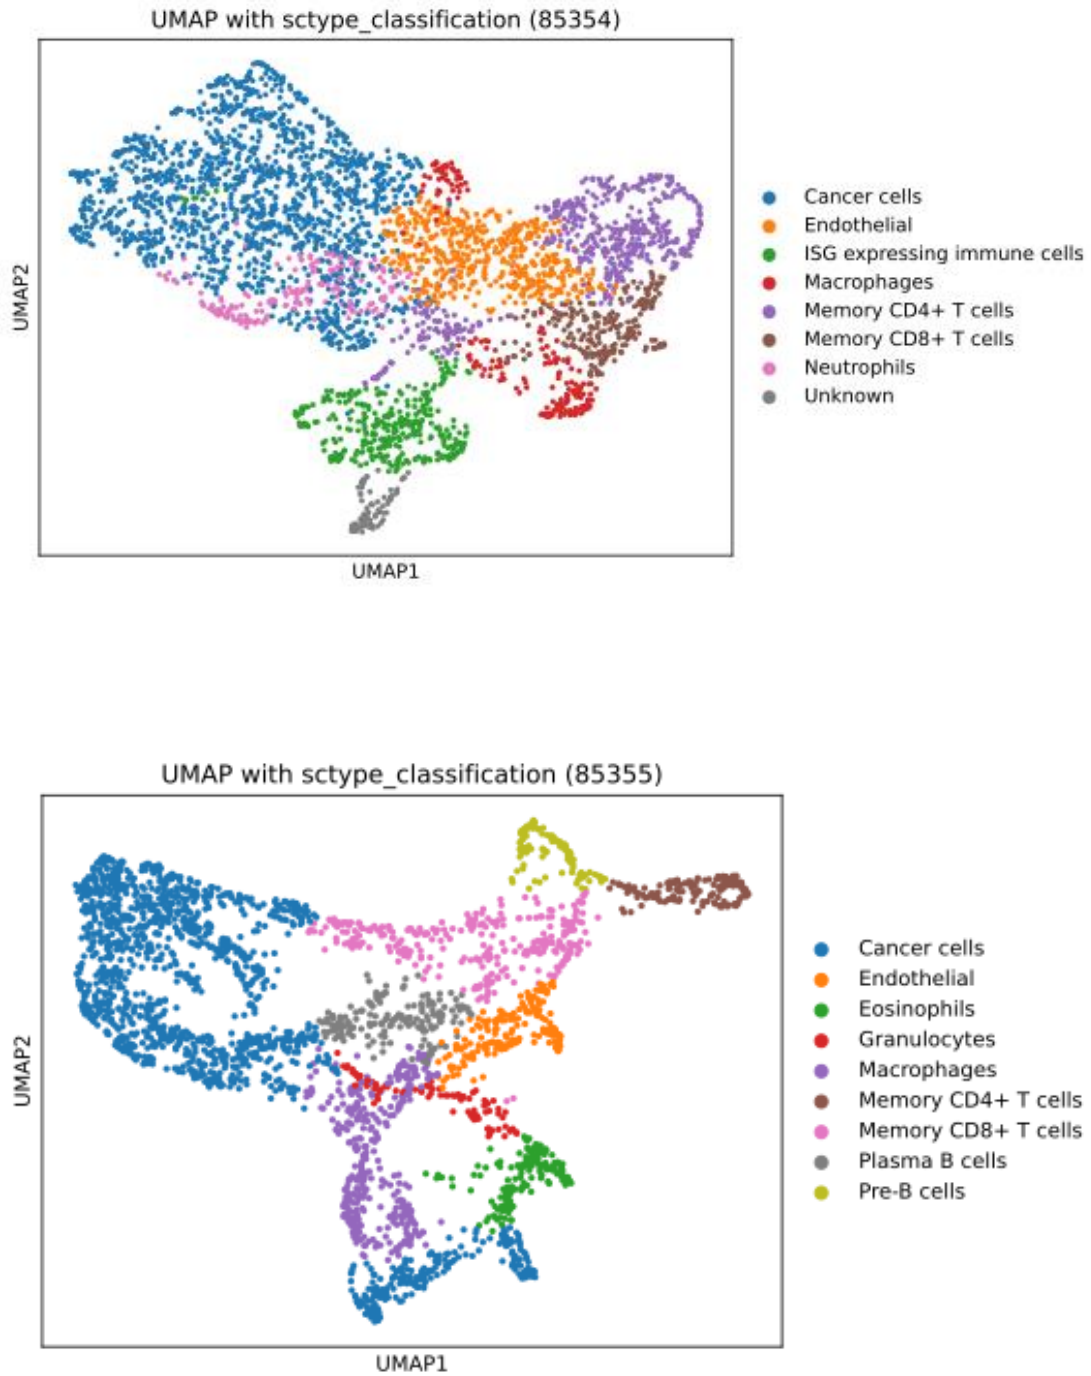 UMAP with sctype_classification (85354)
UMAP2
UMAP1
Cancer cells
Endothelial
ISG expressing immune cells
Macrophages
Memory CD4+ T cells
Memory CD8+ T cells
Neutrophils
Unknown
UMAP with sctype_classification (85355)
UMAP2
UMAP1
Cancer cells
Endothelial
Eosinophils
Granulocytes
Macrophages
Memory CD4+ T cells
Memory CD8+ T cells
Plasma B cells
Pre-B cells